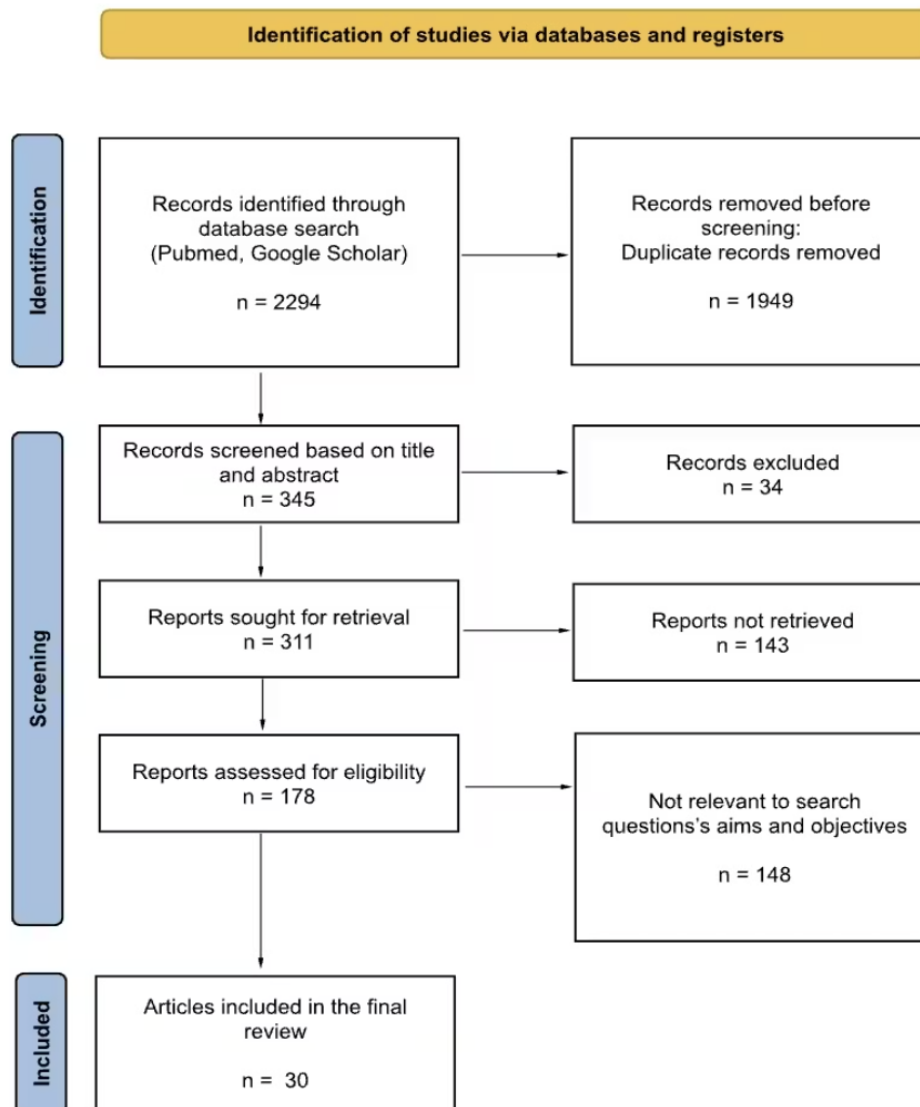 Identification of studies via databases and registers
Identification
Records identified through
database search
(Pubmed, Google Scholar)
n = 2294
Records removed before
screening:
Duplicate records removed
n = 1949
Screening
Records screened based on title
and abstract
n = 345
Records excluded
n = 34
Reports sought for retrieval
n = 311
Reports not retrieved
n = 143
Reports assessed for eligibility
n = 178
Not relevant to search
questions's aims and objectives
n = 148
Included
Articles included in the final
review
n = 30